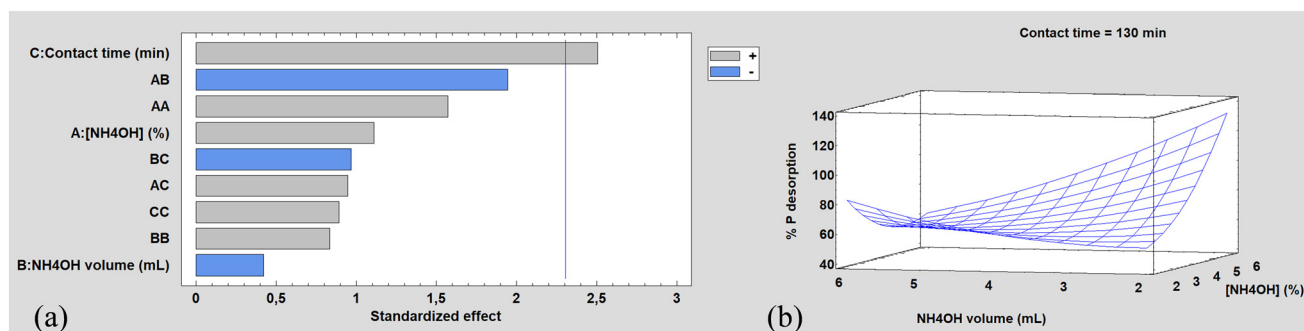 C:Contact time (min)
AB
AA
A:[NH4OH] (%)
BC
AC
CC
BB
B:NH4OH volume (mL)
0 0,5 1 1,5 2 2,5 3
Standardized effect
+
-
(a)
Contact time = 130 min
% P desorption
140
120
100
80
60
40
6 5 4 3 2
NH4OH volume (mL)
2 3 4 5 6
[NH4OH] (%)
(b)